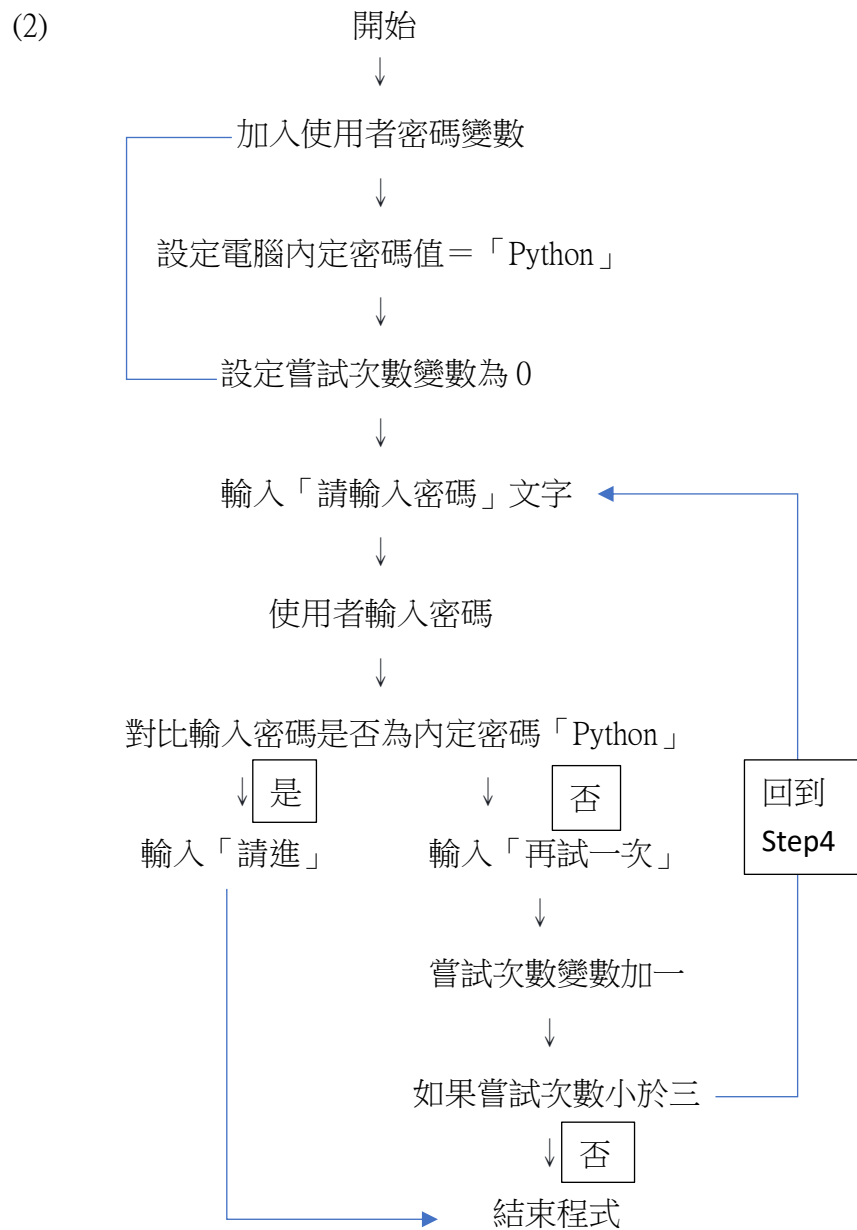 (2)
開始
↓
加入使用者密碼變數
↓
設定電腦內定密碼值＝「Python」
↓
設定嘗試次數變數為 0
↓
輸入「請輸入密碼」文字
↓
使用者輸入密碼
↓
對比輸入密碼是否為內定密碼「Python」
↓ 是 ↓ 否
輸入「請進」 輸入「再試一次」
回到
Step4
↓
嘗試次數變數加一
↓
如果嘗試次數小於三
↓ 否
結束程式